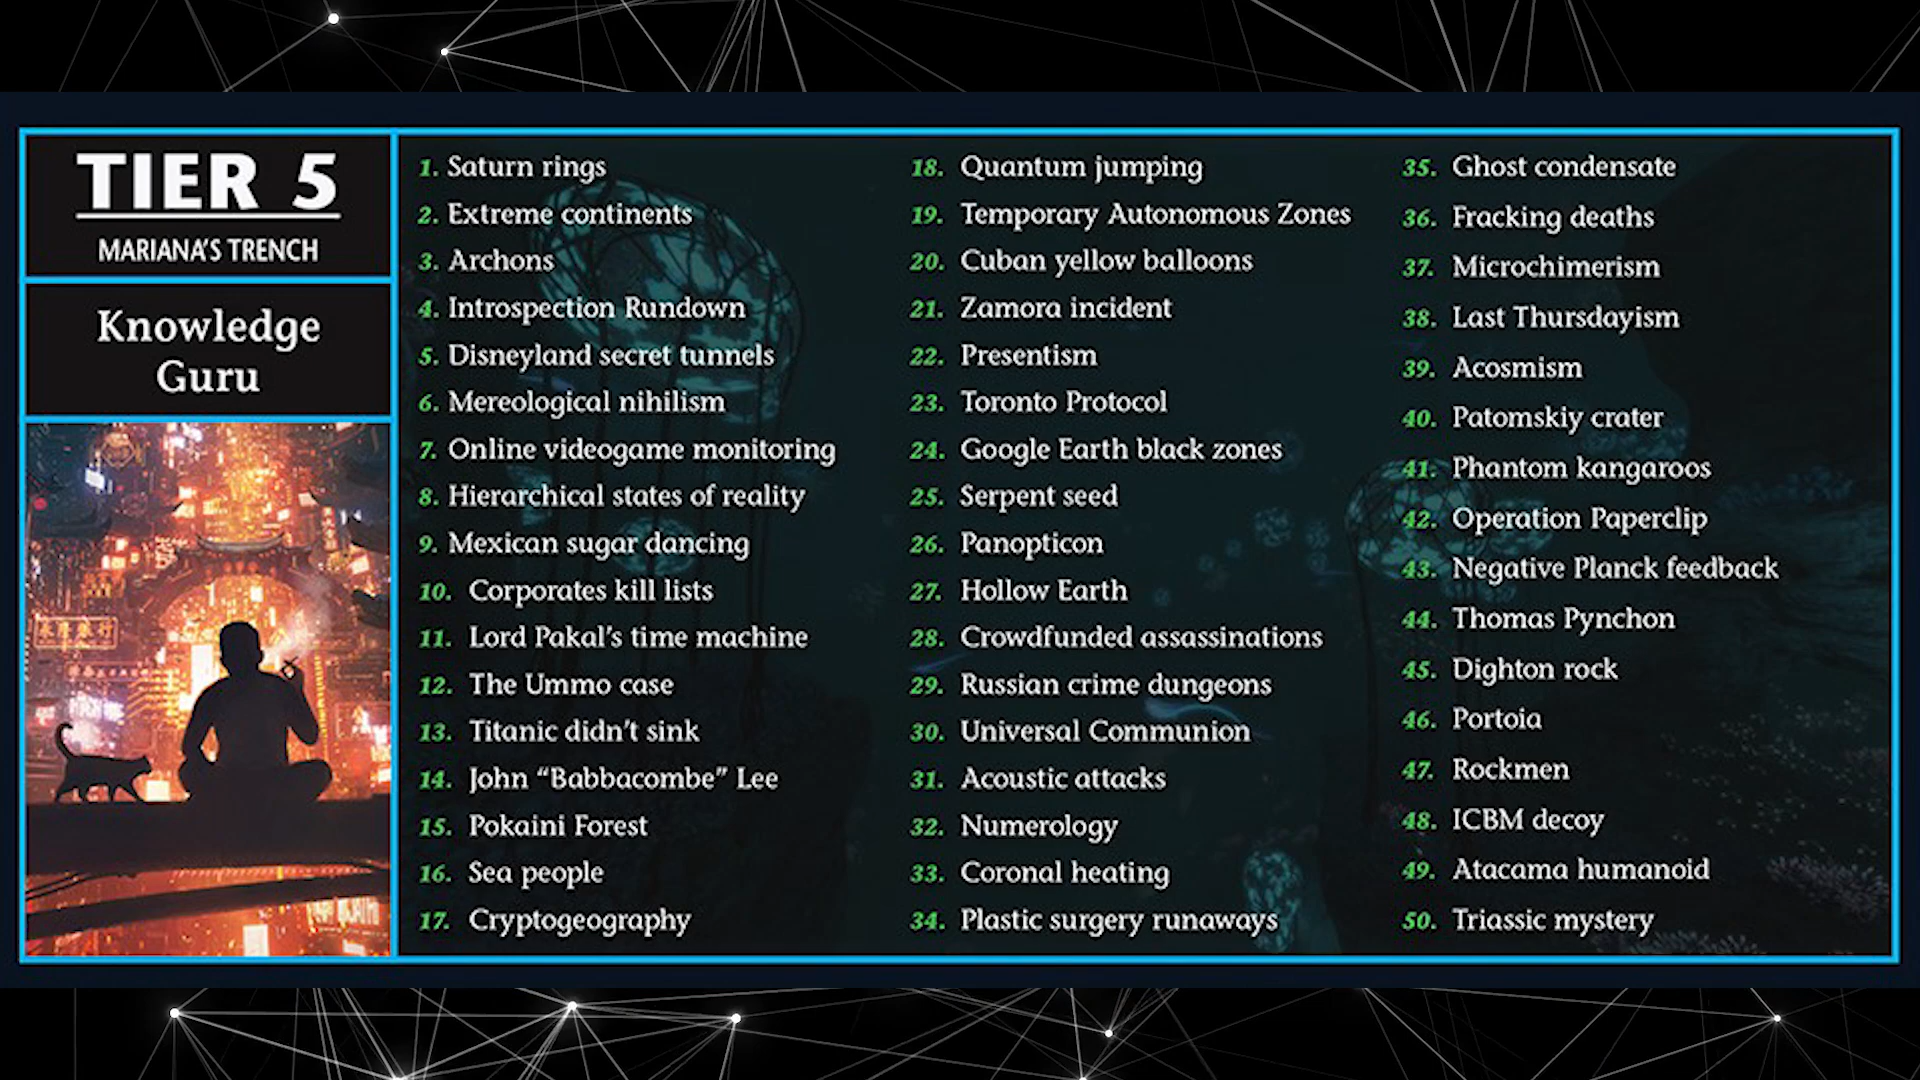 TIER 5
MARIANA'S TRENCH
Knowledge
Guru
1. Saturn rings
2. Extreme continents
3. Archons
4. Introspection Rundown
5. Disneyland secret tunnels
6. Mereological nihilism
7. Online videogame monitoring
8. Hierarchical states of reality
9. Mexican sugar dancing
10. Corporates kill lists
11. Lord Pakal's time machine
12. The Ummo case
13. Titanic didn't sink
14. John “Babbacombe” Lee
15. Pokaini Forest
16. Sea people
17. Cryptogeography
18. Quantum jumping
19. Temporary Autonomous Zones
20. Cuban yellow balloons
21. Zamora incident
22. Presentism
23. Toronto Protocol
24. Google Earth black zones
25. Serpent seed
26. Panopticon
27. Hollow Earth
28. Crowdfunded assassinations
29. Russian crime dungeons
30. Universal Communion
31. Acoustic attacks
32. Numerology
33. Coronal heating
34. Plastic surgery runaways
35. Ghost condensate
36. Fracking deaths
37. Microchimerism
38. Last Thursdayism
39. Acosmism
40. Patomskiy crater
41. Phantom kangaroos
42. Operation Paperclip
43. Negative Planck feedback
44. Thomas Pynchon
45. Dighton rock
46. Portoia
47. Rockmen
48. ICBM decoy
49. Atacama humanoid
50. Triassic mystery